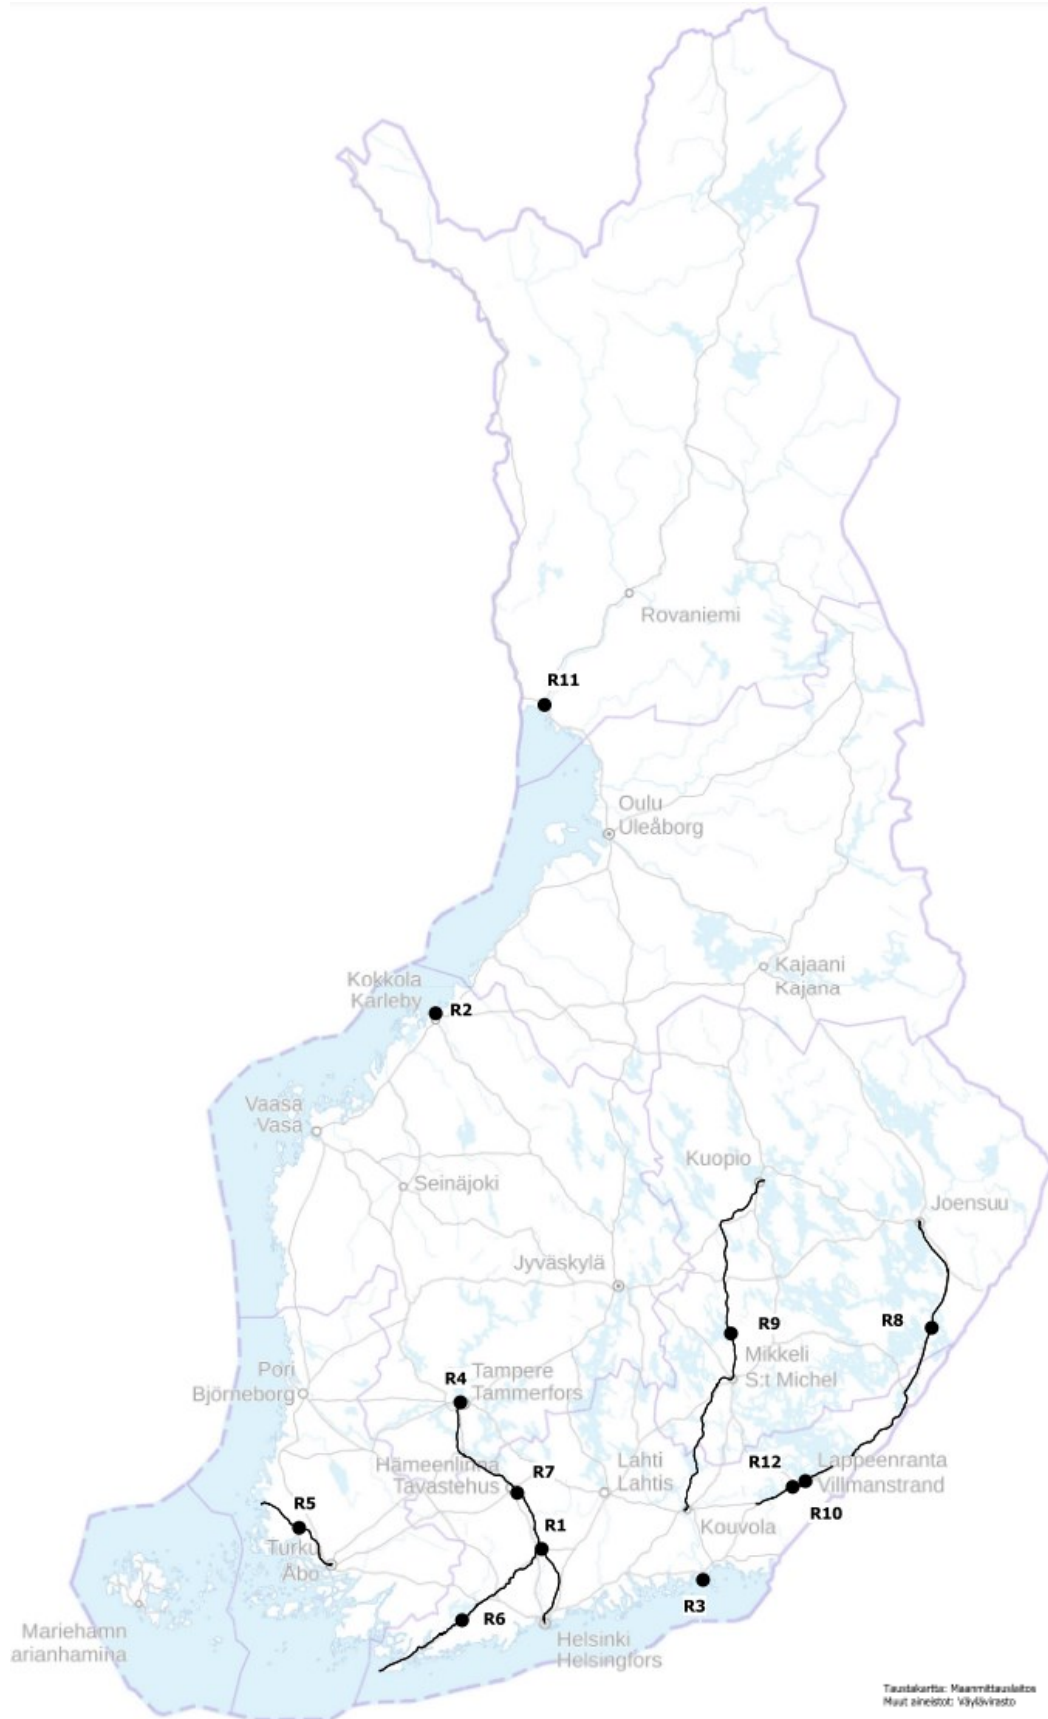 Rovaniemi
R11
Oulu
Uleåborg
Kajaani
Kajana
Kokkola
Karleby
R2
Vaasa
Vasa
Seinäjoki
Kuopio
Joensuu
Jyväskylä
R9
R8
Mikkeli
S:t Michel
Pori
Björneborg
R4
Tampere
Tammerfors
Hämeenlinna
Tavastehus
R7
Lahti
Lahtis
R12
Lappeenranta
Villmanstrand
R10
Kouvola
R5
Turku
Åbo
R1
R3
R6
Helsinki
Helsingfors
Mariehamn
arianhamina
Taustakartta: Maanmittauslaitos
Muut aineistot: Väylävirasto